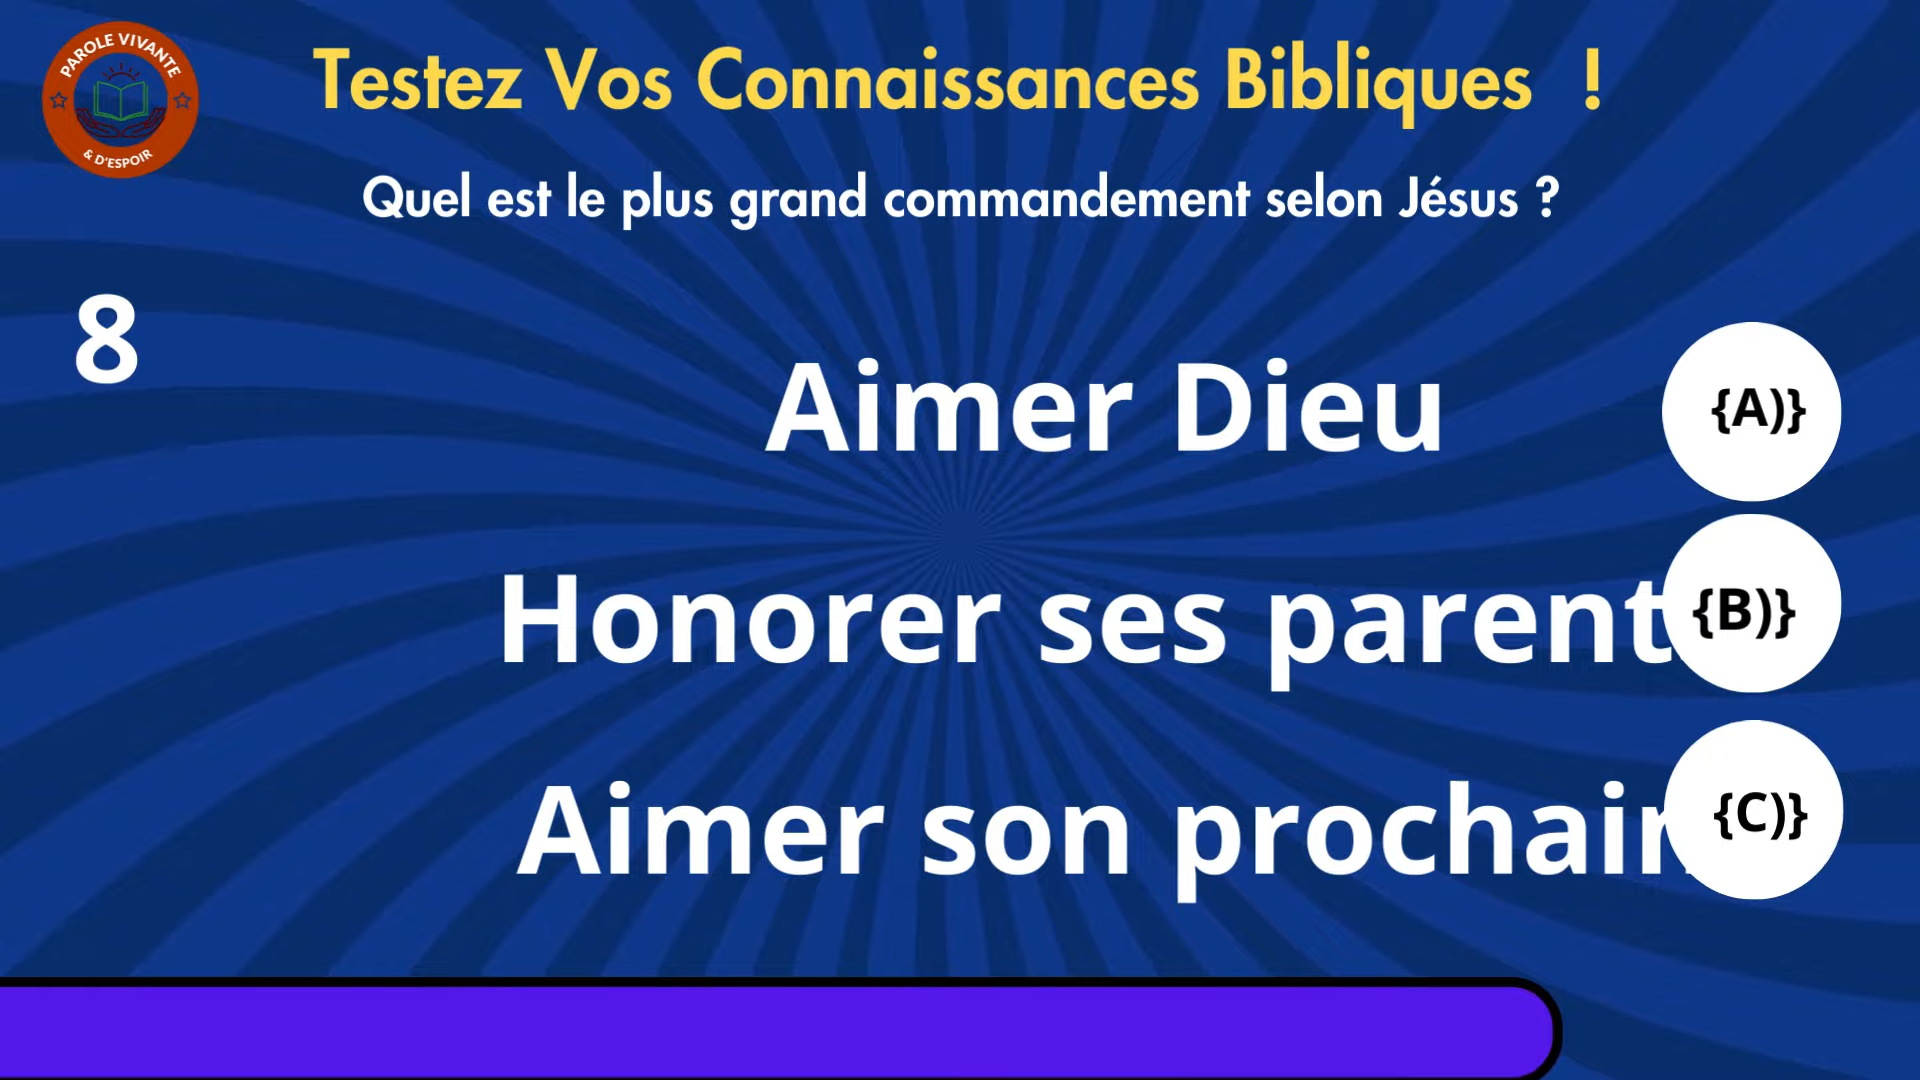 PAROLE VIVANTE
& D'ESPOIR
Testez Vos Connaissances Bibliques !
Quel est le plus grand commandement selon Jésus ?
8
Aimer Dieu
{A)}
Honorer ses parent
{B)}
Aimer son prochain
{C)}